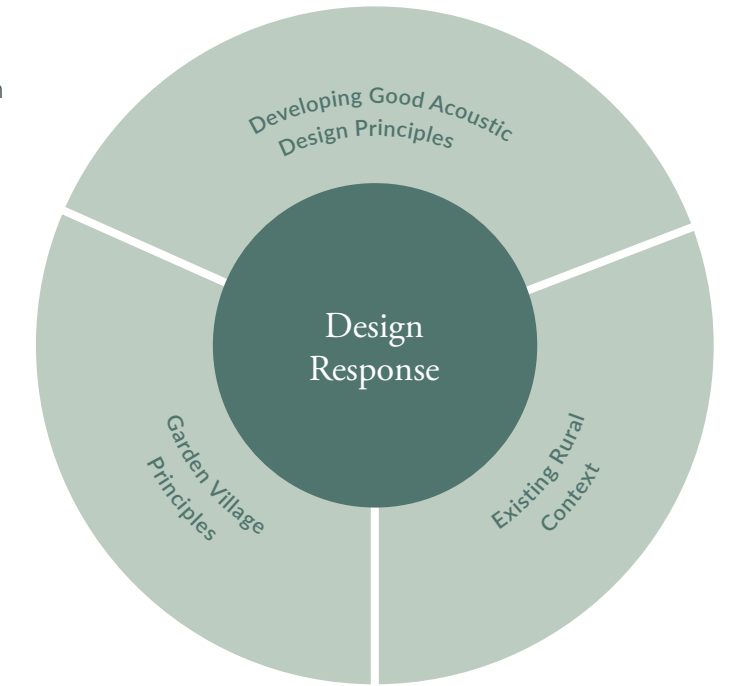 Developing Good Acoustic
Design Principles
Design
Response
Garden Village
Principles
Existing Rural
Context